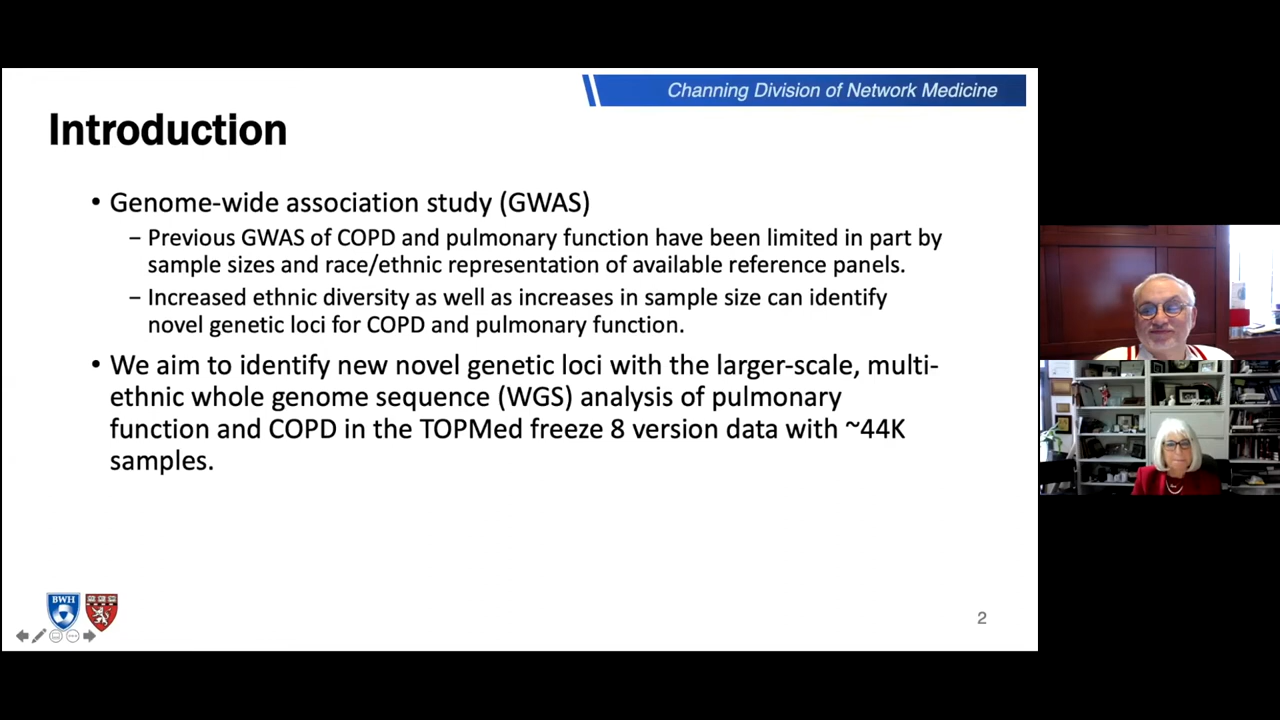 Channing Division of Network Medicine
Introduction
• Genome-wide association study (GWAS)
– Previous GWAS of COPD and pulmonary function have been limited in part by
sample sizes and race/ethnic representation of available reference panels.
– Increased ethnic diversity as well as increases in sample size can identify
novel genetic loci for COPD and pulmonary function.
• We aim to identify new novel genetic loci with the larger-scale, multi-
ethnic whole genome sequence (WGS) analysis of pulmonary
function and COPD in the TOPMed freeze 8 version data with ~44K
samples.
BWH
2